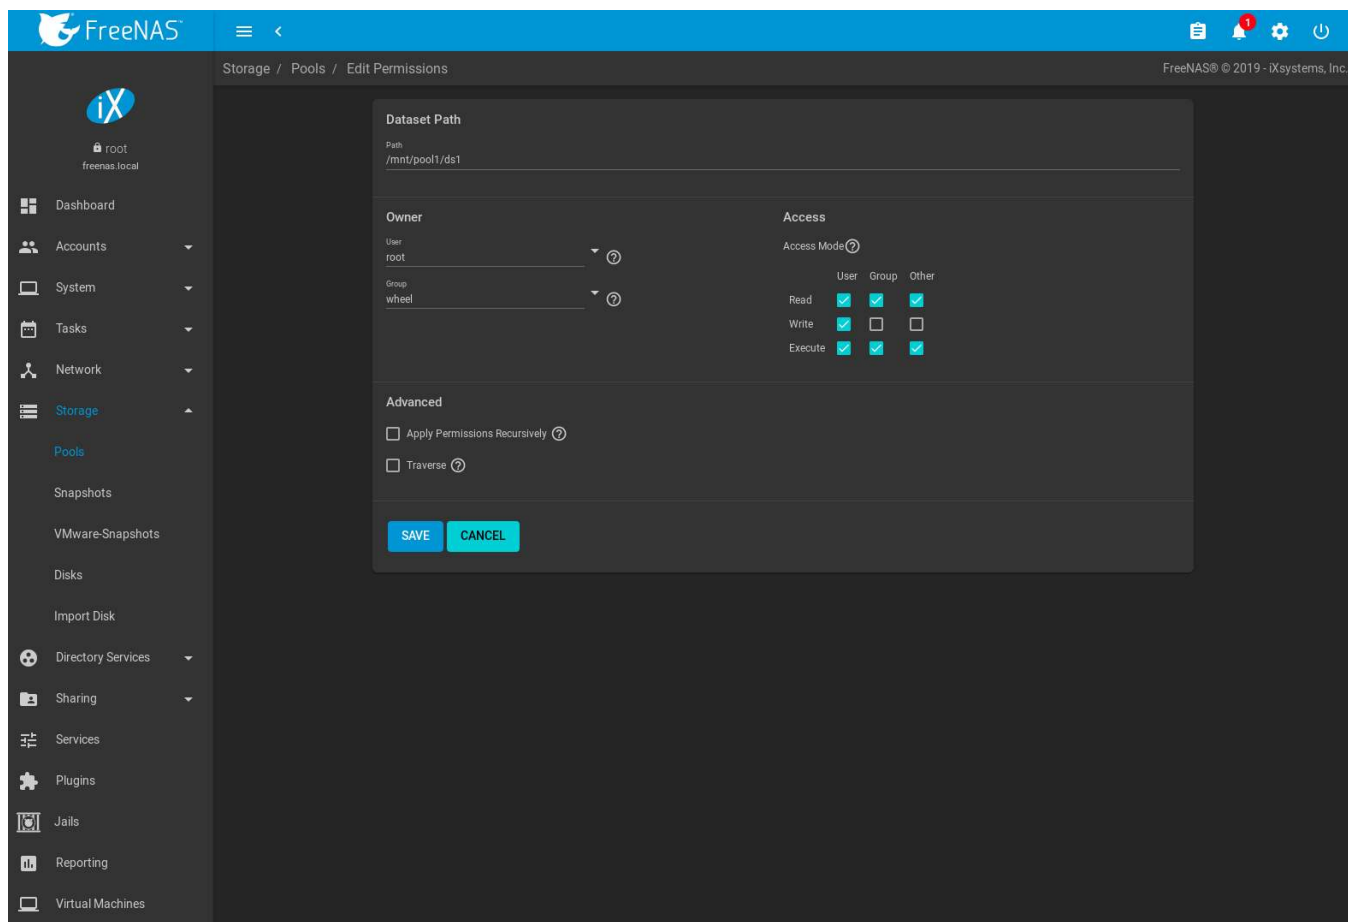 FreeNAS
1
Storage / Pools / Edit Permissions
FreeNAS® © 2019 - iXsystems, Inc.
iX
root
freenas.local
Dashboard
Accounts
System
Tasks
Network
Storage
Pools
Snapshots
VMware-Snapshots
Disks
Import Disk
Directory Services
Sharing
Services
Plugins
Jails
Reporting
Virtual Machines
Dataset Path
Path
/mnt/pool1/ds1
Owner
User
root
Group
wheel
Access
Access Mode
User Group Other
Read
Write
Execute
Advanced
Apply Permissions Recursively
Traverse
SAVE CANCEL